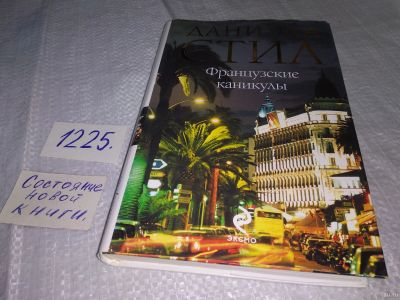 СТИЛ
Французские
каникулы
ЭКСМО
1225.
Состояние
новой
книги.